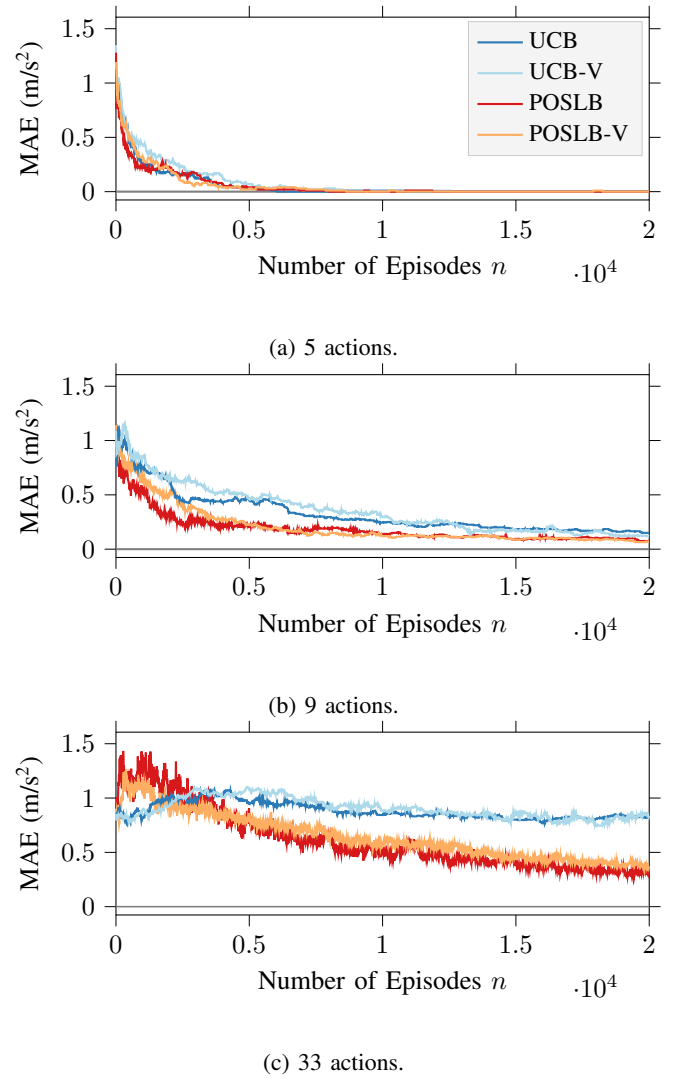 1.5
1
0.5
0
MAE (m/s²)
UCB
UCB-V
POSLB
POSLB-V
0 0.5 1 1.5 2
Number of Episodes n
·10⁴
(a) 5 actions.
1.5
1
0.5
0
MAE (m/s²)
0 0.5 1 1.5 2
Number of Episodes n
·10⁴
(b) 9 actions.
1.5
1
0.5
0
MAE (m/s²)
0 0.5 1 1.5 2
Number of Episodes n
·10⁴
(c) 33 actions.